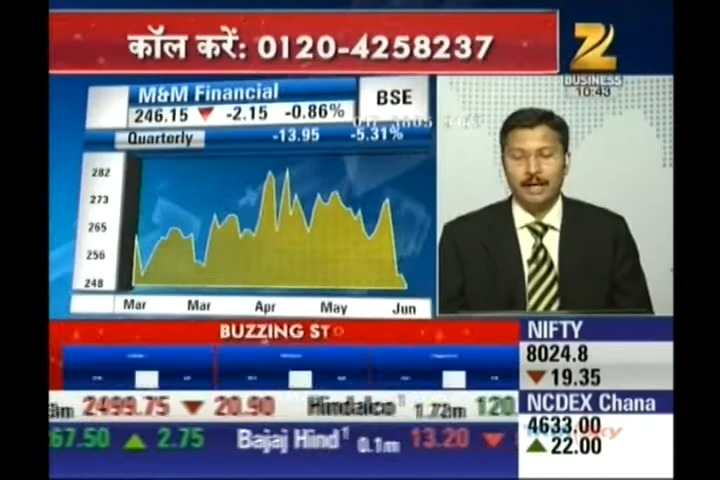 कॉल करें: 0120-4258237
Z
BUSINESS
10:43
M&M Financial
BSE
246.15 -2.15 -0.86%
Quarterly -13.95 -5.31%
282
273
265
256
248
Mar Mar Apr May Jun
BUZZING ST
NIFTY
8024.8
19.35
2499.75 20.90 Hindalco 1.72m 120.
NCDEX Chana
4633.00
22.00
67.50 2.75 Bajaj Hind 0.1m 13.20